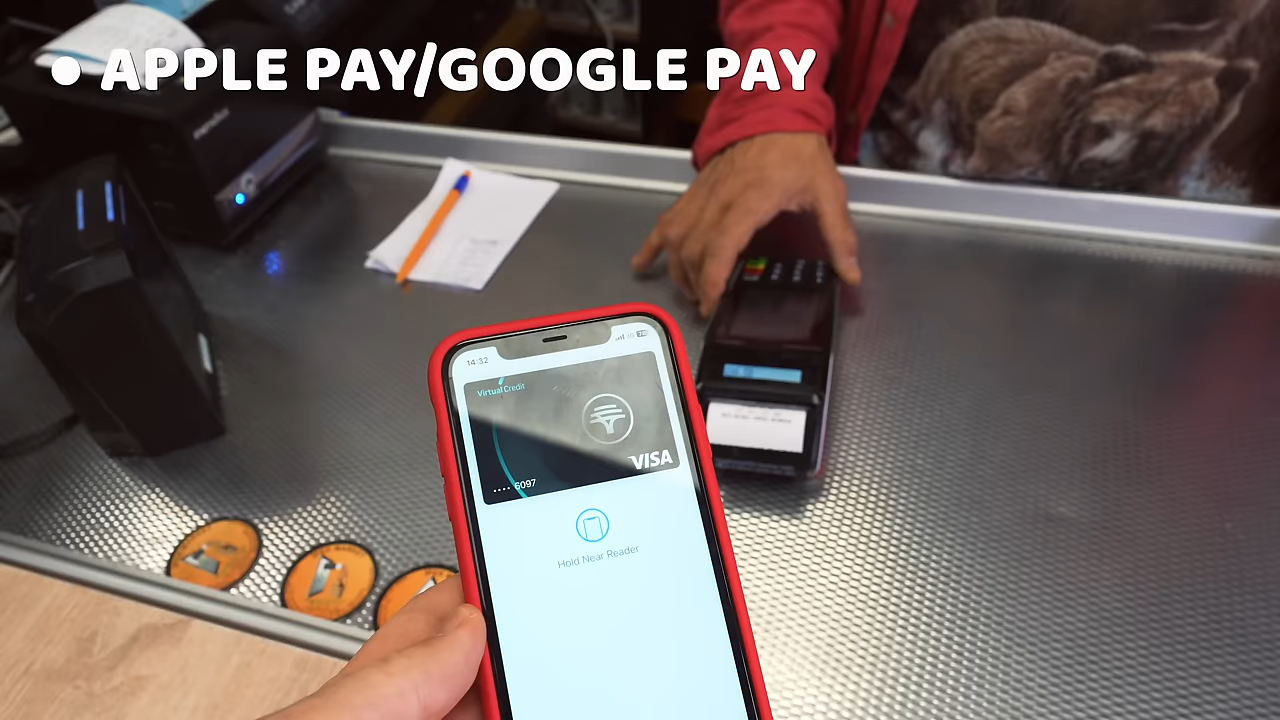 • APPLE PAY/GOOGLE PAY
14:32
Virtual Credit
VISA
•••• 6097
Hold Near Reader